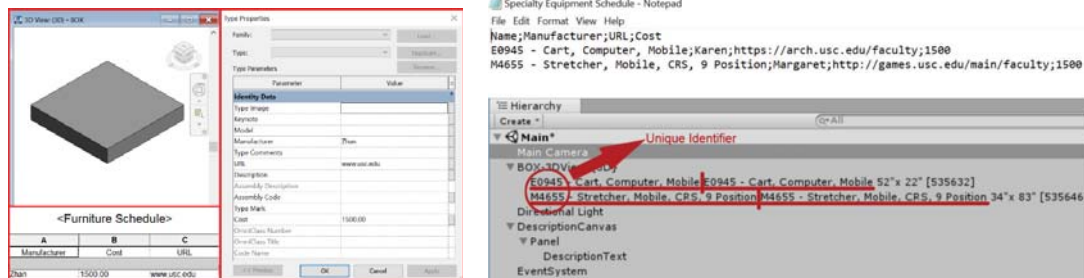 3D View: {3D} - BOX
Type Properties
Family:
Load...
Type:
Duplicate...
Rename...
Type Parameters
Parameter
Value
Identity Data
Type Image
Keynote
Model
Manufacturer
Zhan
Type Comments
URL
www.usc.edu
Description
Assembly Description
Assembly Code
Type Mark
Cost
1500.00
OmniClass Number
OmniClass Title
Code Name
<< Preview
OK
Cancel
Apply
<Furniture Schedule>
A B C
Manufacturer Cost URL
Zhan 1500.00 www.usc.edu
Specialty Equipment Schedule - Notepad
File Edit Format View Help
Name;Manufacturer;URL;Cost
E0945 - Cart, Computer, Mobile;Karen;https://arch.usc.edu/faculty;1500
M4655 - Stretcher, Mobile, CRS, 9 Position;Margaret;http://games.usc.edu/main/faculty;1500
Hierarchy
Create
All
Main*
Unique Identifier
Main Camera
E0945 - Cart, Computer, Mobile E0945 - Cart, Computer, Mobile 52"x 22" [535632]
M4655 - Stretcher, Mobile, CRS, 9 Position M4655 - Stretcher, Mobile, CRS, 9 Position 34"x 83" [535646
Directional Light
DescriptionCanvas
Panel
DescriptionText
EventSystem